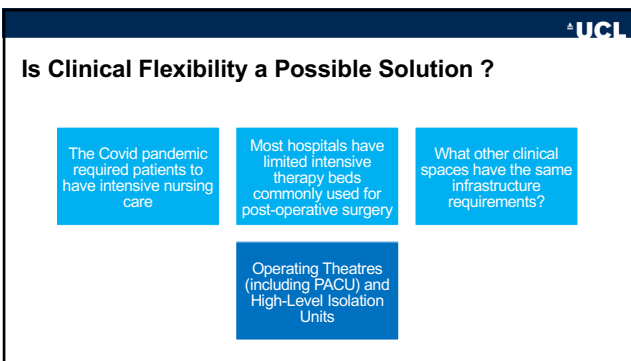 UCL
Is Clinical Flexibility a Possible Solution ?
The Covid pandemic
required patients to
have intensive nursing
care
Most hospitals have
limited intensive
therapy beds
commonly used for
post-operative surgery
What other clinical
spaces have the same
infrastructure
requirements?
Operating Theatres
(including PACU) and
High-Level Isolation
Units